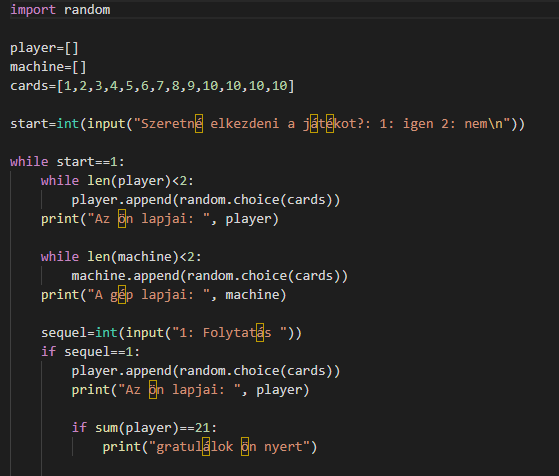 import random
player=[]
machine=[]
cards=[1,2,3,4,5,6,7,8,9,10,10,10,10]
start=int(input("Szeretné elkezdeni a játékot?: 1: igen 2: nem\n"))
while start==1:
while len(player)<2:
player.append(random.choice(cards))
print("Az ön lapjai: ", player)
while len(machine)<2:
machine.append(random.choice(cards))
print("A gép lapjai: ", machine)
sequel=int(input("1: Folytatás "))
if sequel==1:
player.append(random.choice(cards))
print("Az ön lapjai: ", player)
if sum(player)==21:
print("gratulálok ön nyert")